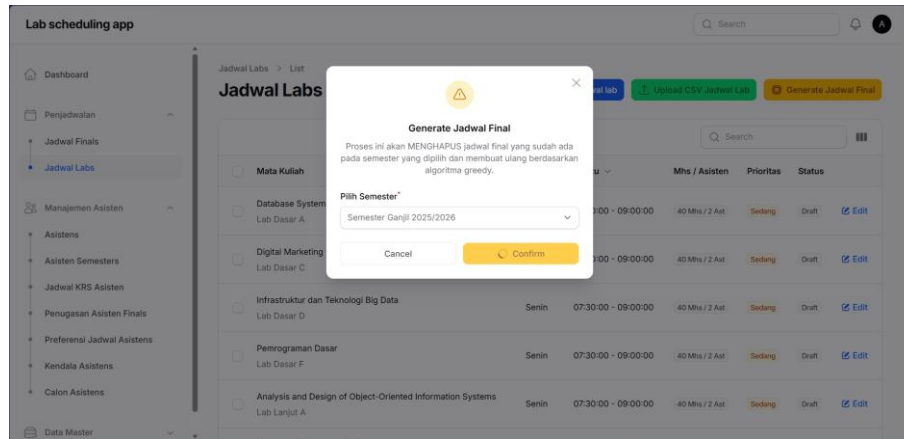 Lab scheduling app
Search
A
Dashboard
Penjadwalan
Jadwal Finals
Jadwal Labs
Manajemen Asisten
Asistens
Asisten Semesters
Jadwal KRS Asisten
Penugasan Asisten Finals
Preferensi Jadwal Asistens
Kendala Asistens
Calon Asistens
Data Master
Jadwal Labs > List
Jadwal Labs
wal lab
Upload CSV Jadwal Lab
Generate Jadwal Final
Search
Mata Kuliah
Mhs / Asisten Prioritas Status
Database System
Lab Dasar A
0:00 - 09:00:00 40 Mhs / 2 Ast Sedang Draft Edit
Digital Marketing
Lab Dasar C
0:00 - 09:00:00 40 Mhs / 2 Ast Sedang Draft Edit
Infrastruktur dan Teknologi Big Data
Lab Dasar D
Senin 07:30:00 - 09:00:00 40 Mhs / 2 Ast Sedang Draft Edit
Pemrograman Dasar
Lab Dasar F
Senin 07:30:00 - 09:00:00 40 Mhs / 2 Ast Sedang Draft Edit
Analysis and Design of Object-Oriented Information Systems
Lab Lanjut A
Senin 07:30:00 - 09:00:00 40 Mhs / 2 Ast Sedang Draft Edit
Generate Jadwal Final
Proses ini akan MENGHAPUS jadwal final yang sudah ada
pada semester yang dipilih dan membuat ulang berdasarkan
algoritma greedy.
Pilih Semester*
Semester Ganjil 2025/2026
Cancel
Confirm